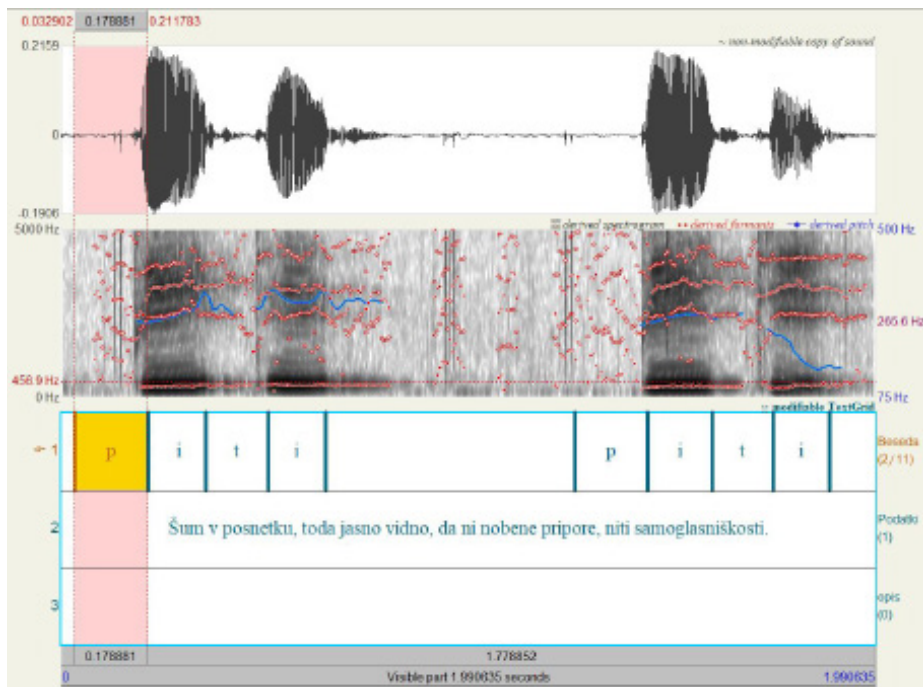 0.032902 0.178881 0.211783
0.2159
~ non-modifiable copy of sound
0
-0.1906
5000 Hz
derived spectrogram derived formants derived pitch
500 Hz
265.6 Hz
458.9 Hz
0 Hz
75 Hz
modifiable TextGrid
1 p i t i p i t i Beseda
(2/11)
2 Šum v posnetku, toda jasno vidno, da ni nobene pripore, niti samoglasniškosti. Podatki
(1)
3 opis
(0)
0.178881 1.778852
0 Visible part 1.990635 seconds 1.990635